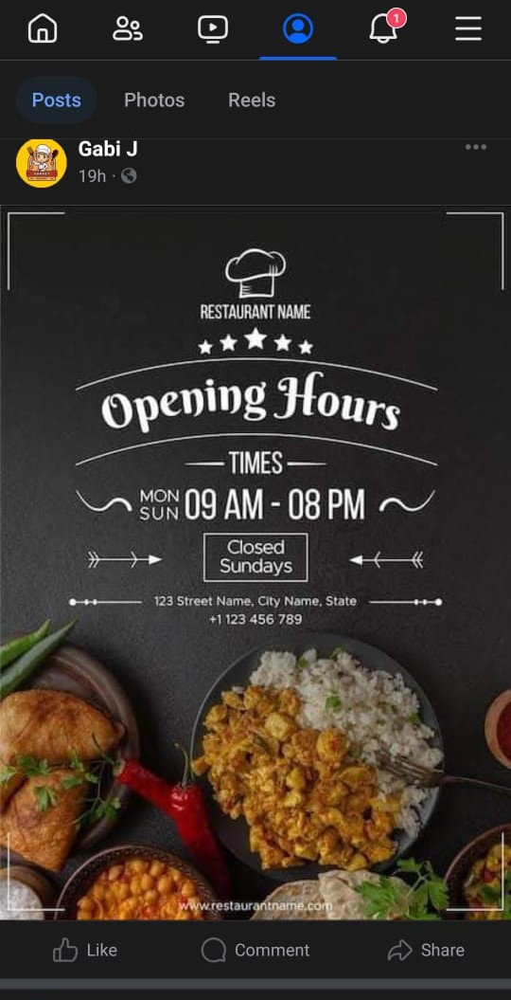 1
Posts Photos Reels
Gabi J
19h ·
RESTAURANT NAME
Opening Hours
TIMES
MON
SUN 09 AM - 08 PM
Closed
Sundays
123 Street Name, City Name, State
+1 123 456 789
www.restaurantname.com
Like Comment Share